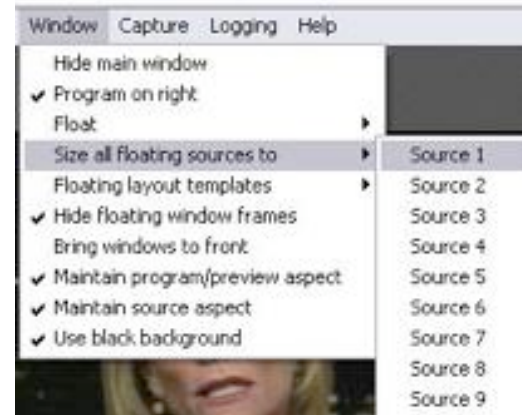 Window Capture Logging Help
Hide main window
Program on right
Float
Size all floating sources to
Floating layout templates
Hide floating window frames
Bring windows to front
Maintain program/preview aspect
Maintain source aspect
Use black background
Source 1
Source 2
Source 3
Source 4
Source 5
Source 6
Source 7
Source 8
Source 9